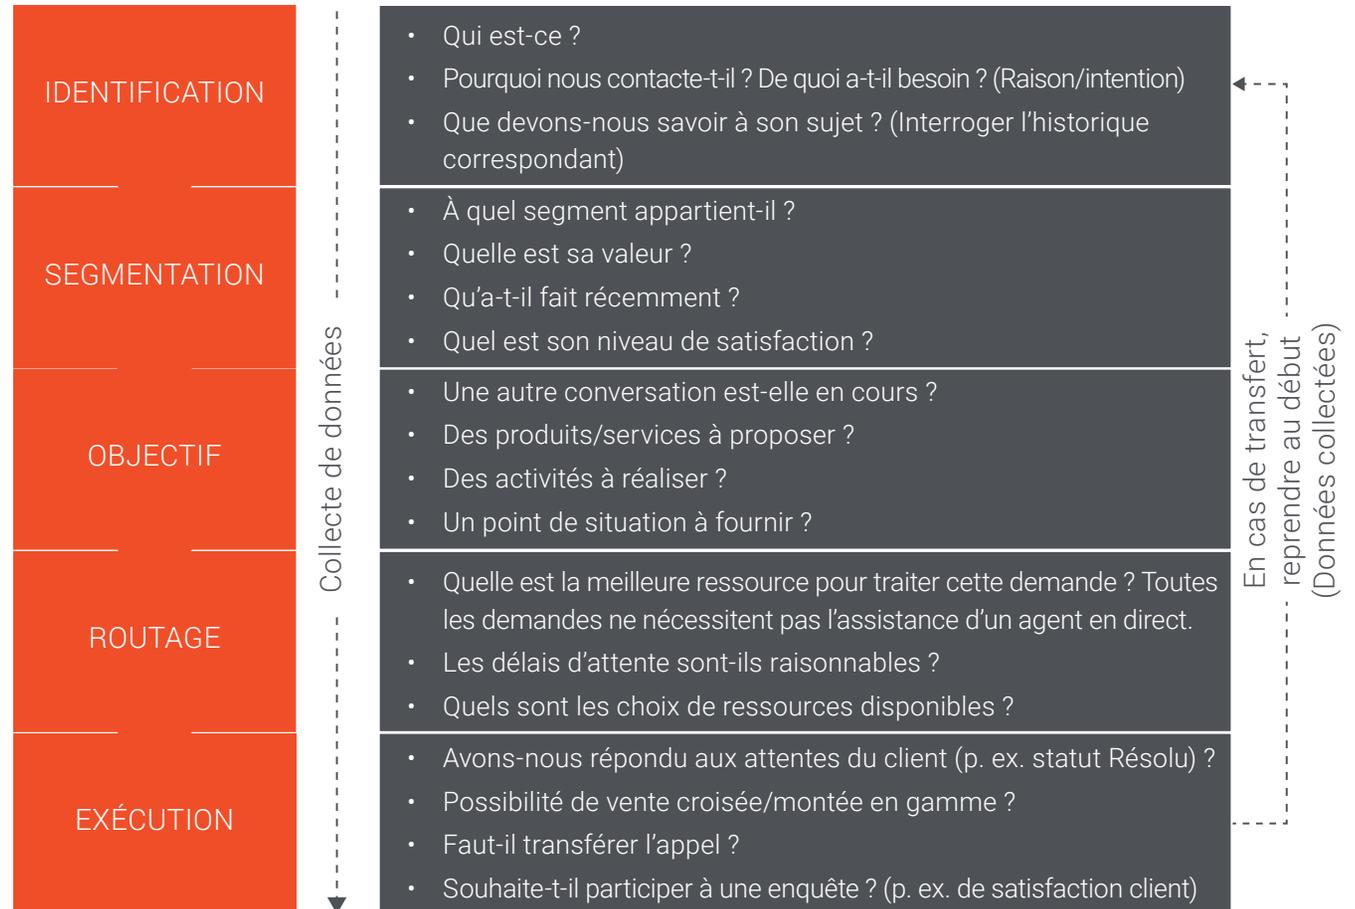 IDENTIFICATION
• Qui est-ce ?
• Pourquoi nous contacte-t-il ? De quoi a-t-il besoin ? (Raison/intention)
• Que devons-nous savoir à son sujet ? (Interroger l’historique
correspondant)
SEGMENTATION
• À quel segment appartient-il ?
• Quelle est sa valeur ?
• Qu’a-t-il fait récemment ?
• Quel est son niveau de satisfaction ?
OBJECTIF
• Une autre conversation est-elle en cours ?
• Des produits/services à proposer ?
• Des activités à réaliser ?
• Un point de situation à fournir ?
ROUTAGE
• Quelle est la meilleure ressource pour traiter cette demande ? Toutes
les demandes ne nécessitent pas l’assistance d’un agent en direct.
• Les délais d’attente sont-ils raisonnables ?
• Quels sont les choix de ressources disponibles ?
EXÉCUTION
• Avons-nous répondu aux attentes du client (p. ex. statut Résolu) ?
• Possibilité de vente croisée/montée en gamme ?
• Faut-il transférer l’appel ?
• Souhaite-t-il participer à une enquête ? (p. ex. de satisfaction client)
Collecte de données
En cas de transfert,
reprendre au début
(Données collectées)